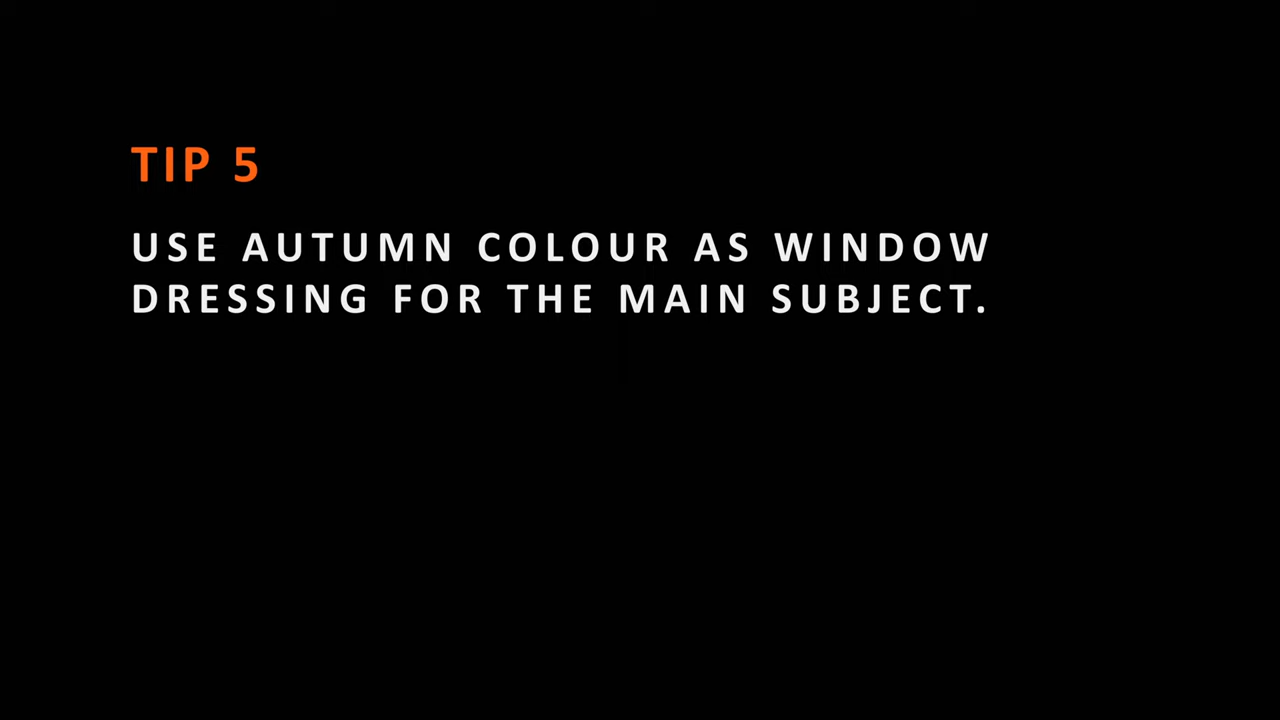 TIP 5
USE AUTUMN COLOUR AS WINDOW
DRESSING FOR THE MAIN SUBJECT.